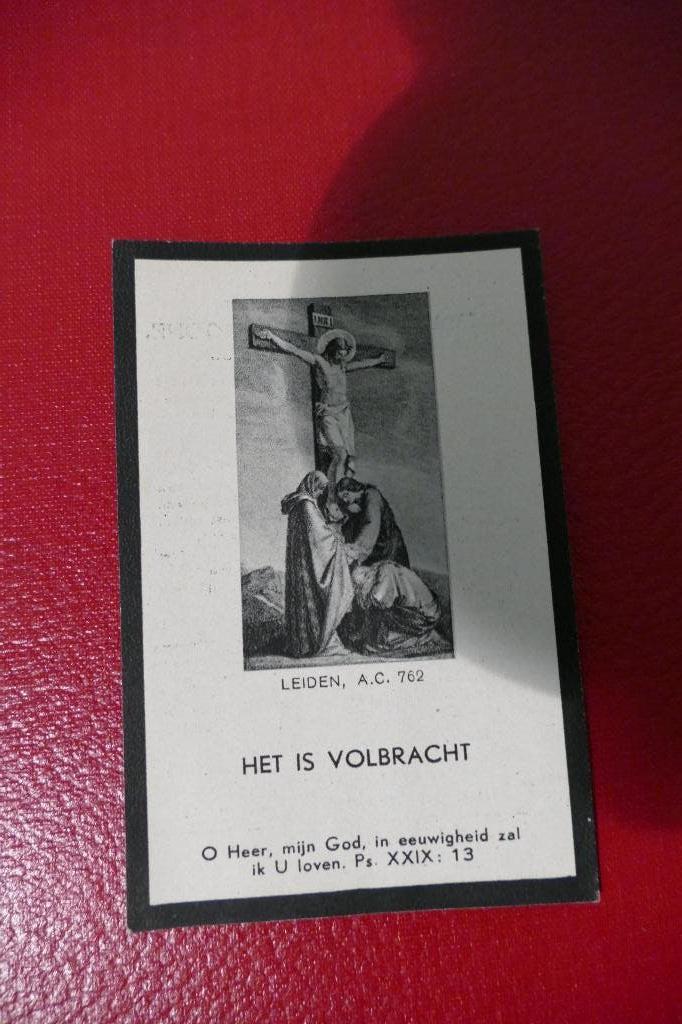 INRI
LEIDEN, A.C. 762
HET IS VOLBRACHT
O Heer, mijn God, in eeuwigheid zal
ik U loven. Ps. XXIX: 13